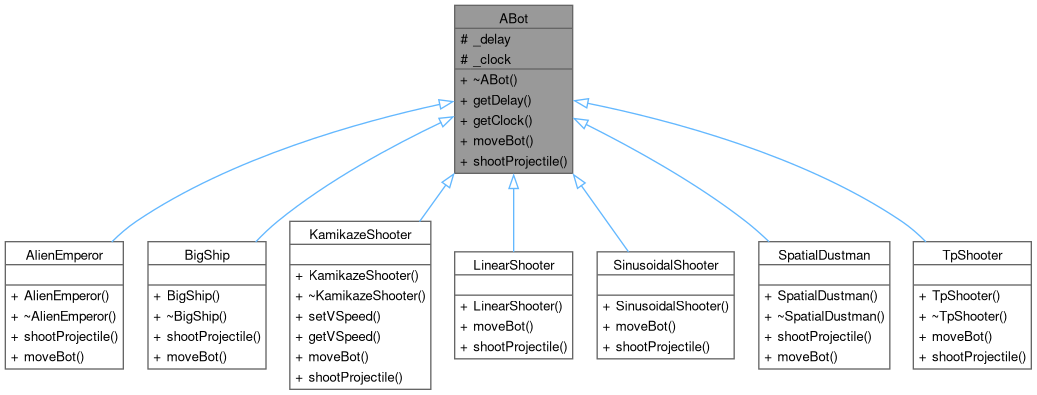 ABot
# _delay
# _clock
+ ~ABot()
+ getDelay()
+ getClock()
+ moveBot()
+ shootProjectile()
AlienEmperor
+ AlienEmperor()
+ ~AlienEmperor()
+ shootProjectile()
+ moveBot()
BigShip
+ BigShip()
+ ~BigShip()
+ shootProjectile()
+ moveBot()
KamikazeShooter
+ KamikazeShooter()
+ ~KamikazeShooter()
+ setVSpeed()
+ getVSpeed()
+ moveBot()
+ shootProjectile()
LinearShooter
+ LinearShooter()
+ moveBot()
+ shootProjectile()
SinusoidalShooter
+ SinusoidalShooter()
+ moveBot()
+ shootProjectile()
SpatialDustman
+ SpatialDustman()
+ ~SpatialDustman()
+ shootProjectile()
+ moveBot()
TpShooter
+ TpShooter()
+ ~TpShooter()
+ moveBot()
+ shootProjectile()